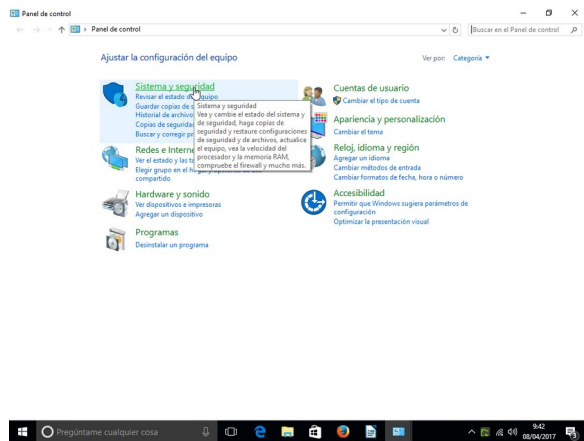 Panel de control
Panel de control
Buscar en el Panel de control
Ajustar la configuración del equipo
Ver por: Categoría
Sistema y seguridad
Revisar el estado del equipo
Guardar copias de s
Historial de archivo
Copias de seguridad
Buscar y corregir pr
Sistema y seguridad
Vea y cambie el estado del sistema y
de seguridad, haga copias de
seguridad y restaure configuraciones
de seguridad y de archivos, actualice
el equipo, vea la velocidad del
procesador y la memoria RAM,
compruebe el firewall y mucho más.
Redes e Interne
Ver el estado y las ta
Elegir grupo en el hogar y opciones de uso
compartido
Hardware y sonido
Ver dispositivos e impresoras
Agregar un dispositivo
Programas
Desinstalar un programa
Cuentas de usuario
Cambiar el tipo de cuenta
Apariencia y personalización
Cambiar el tema
Reloj, idioma y región
Agregar un idioma
Cambiar métodos de entrada
Cambiar formatos de fecha, hora o número
Accesibilidad
Permitir que Windows sugiera parámetros de
configuración
Optimizar la presentación visual
Pregúntame cualquier cosa
9:42
08/04/2017